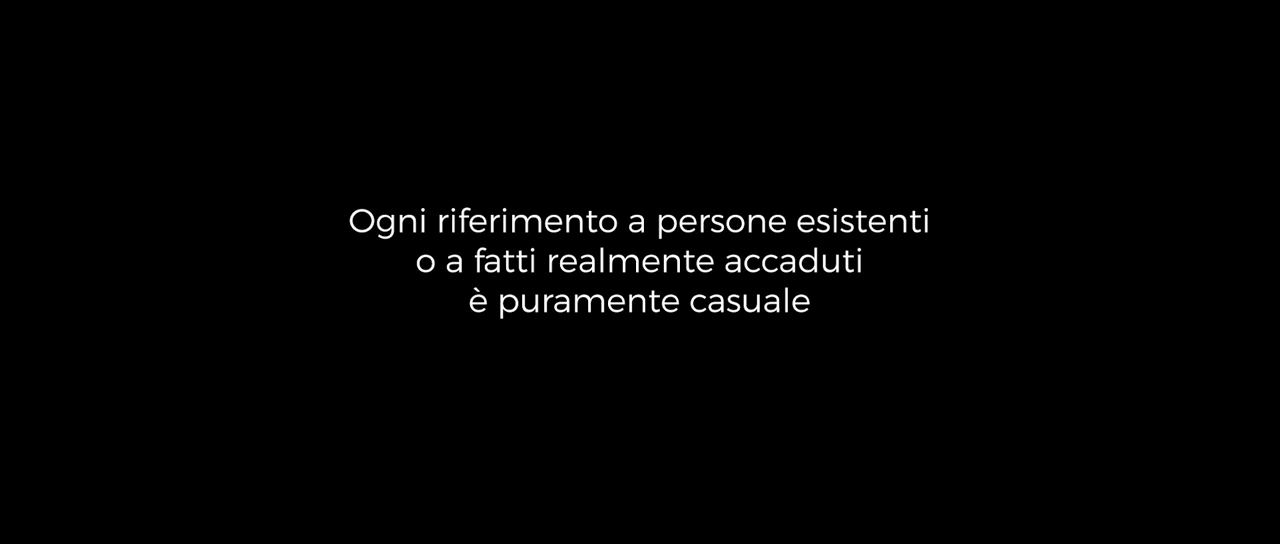 Ogni riferimento a persone esistenti
o a fatti realmente accaduti
è puramente casuale